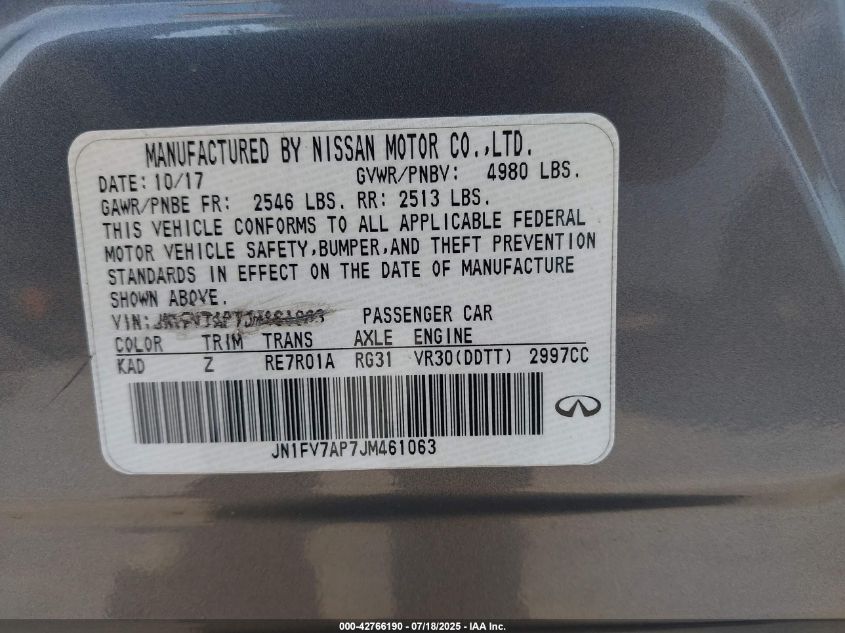 MANUFACTURED BY NISSAN MOTOR CO.,LTD.
DATE: 10/17 GVWR/PNBV: 4980 LBS.
GAWR/PNBE FR: 2546 LBS. RR: 2513 LBS.
THIS VEHICLE CONFORMS TO ALL APPLICABLE FEDERAL
MOTOR VEHICLE SAFETY,BUMPER,AND THEFT PREVENTION
STANDARDS IN EFFECT ON THE DATE OF MANUFACTURE
SHOWN ABOVE.
VIN: PASSENGER CAR
COLOR TRIM TRANS AXLE ENGINE
KAD Z RE7R01A RG31 VR30(DDTT) 2997CC
JN1FV7AP7JM461063
000-42766190 - 07/18/2025 - IAA Inc.